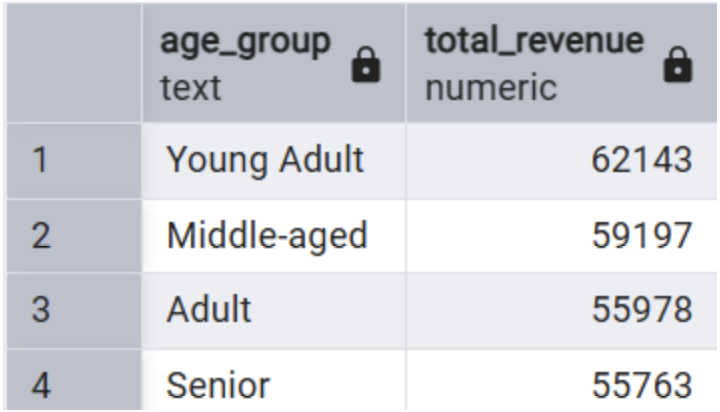 age_group total_revenue
text numeric
1 Young Adult 62143
2 Middle-aged 59197
3 Adult 55978
4 Senior 55763